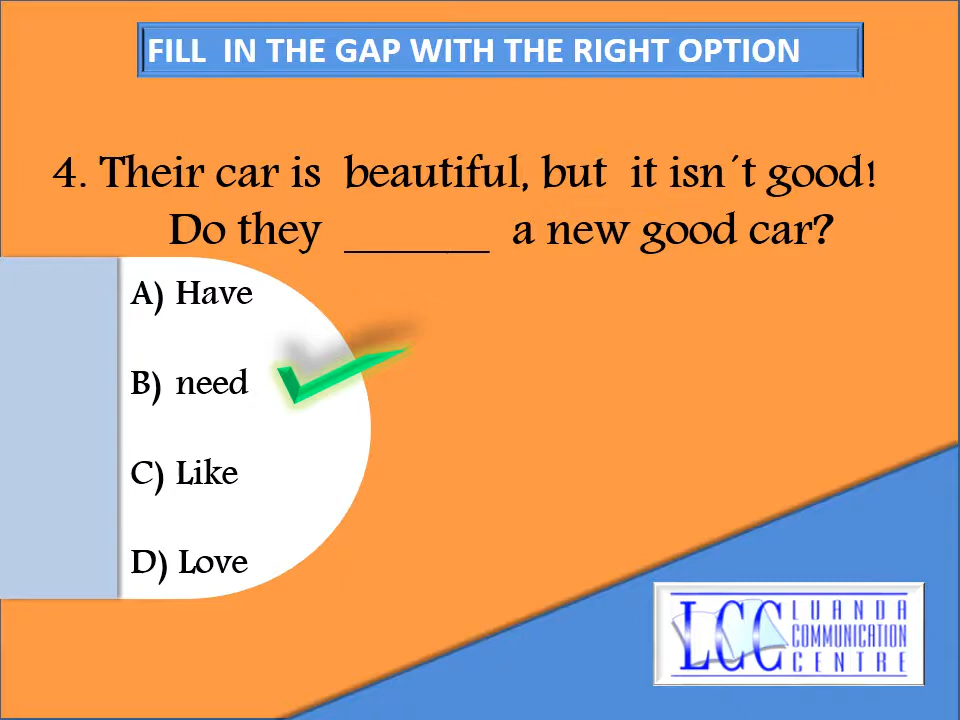 FILL IN THE GAP WITH THE RIGHT OPTION
4. Their car is beautiful, but it isn´t good!
Do they ______ a new good car?
A) Have
B) need
C) Like
D) Love
LCC LUANDA
COMMUNICATION
CENTRE